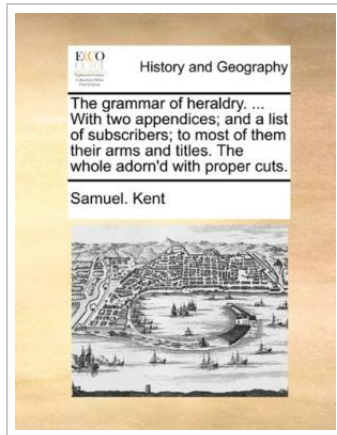 ECCO
History and Geography
The grammar of heraldry. ...
With two appendices; and a list
of subscribers; to most of them
their arms and titles. The
whole adorn'd with proper cuts.
Samuel. Kent